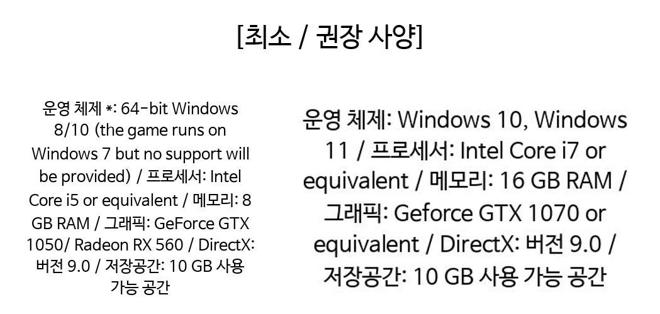 [최소 / 권장 사양]
운영 체제 *: 64-bit Windows
8/10 (the game runs on
Windows 7 but no support will
be provided) / 프로세서: Intel
Core i5 or equivalent / 메모리: 8
GB RAM / 그래픽: GeForce GTX
1050/ Radeon RX 560 / DirectX:
버전 9.0 / 저장공간: 10 GB 사용
가능 공간
운영 체제: Windows 10, Windows
11 / 프로세서: Intel Core i7 or
equivalent / 메모리: 16 GB RAM /
그래픽: Geforce GTX 1070 or
equivalent / DirectX: 버전 9.0 /
저장공간: 10 GB 사용 가능 공간